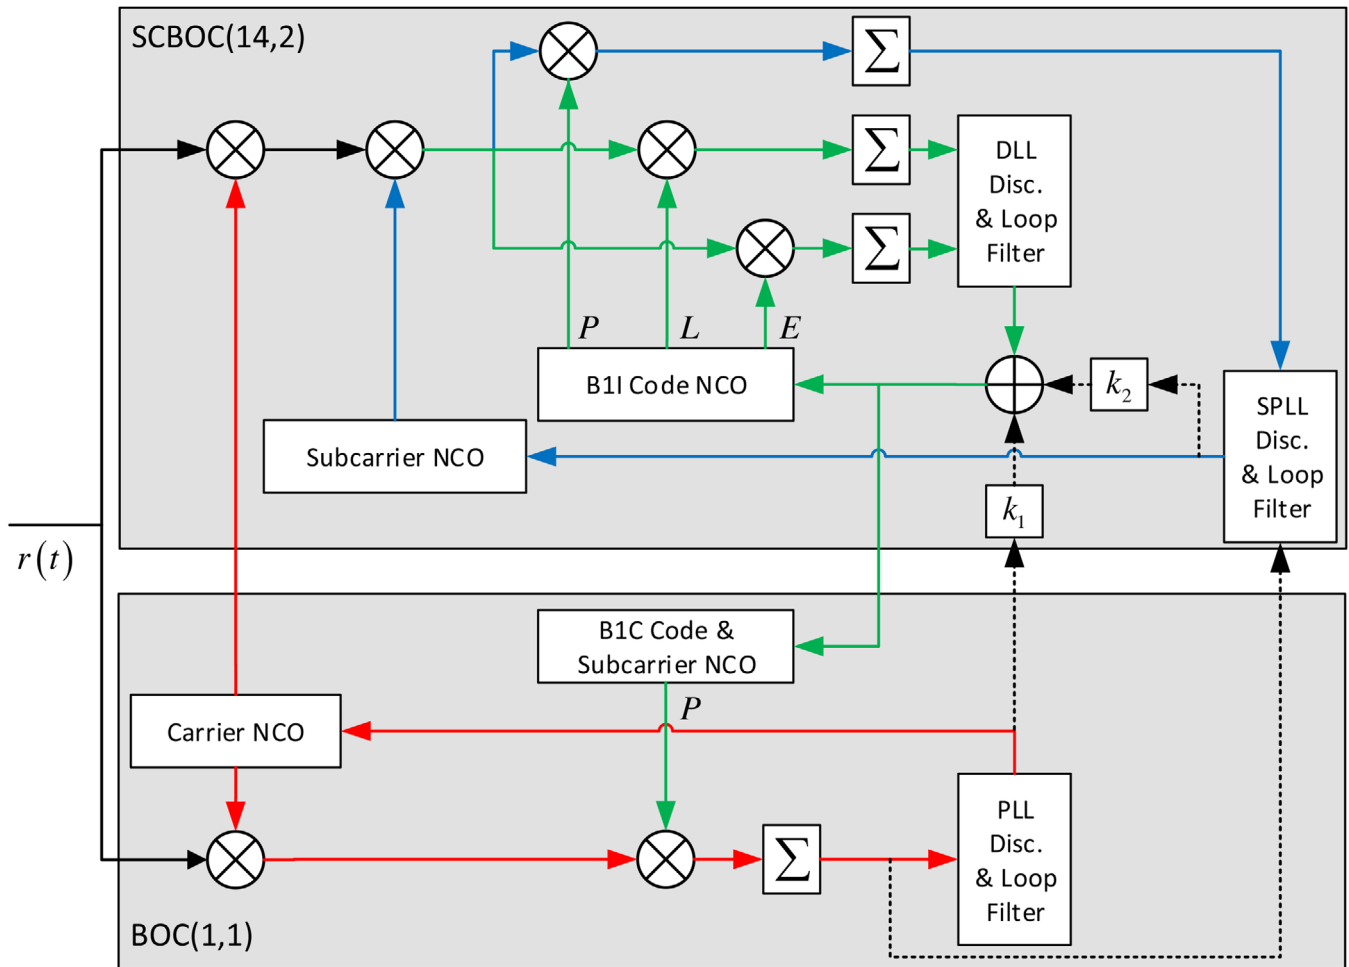 SCBOC(14,2)
Σ
Σ
Σ
DLL
Disc.
& Loop
Filter
P
L
E
B1I Code NCO
k₂
SPLL
Disc.
& Loop
Filter
Subcarrier NCO
k₁
r(t)
B1C Code &
Subcarrier NCO
P
Carrier NCO
PLL
Disc.
& Loop
Filter
Σ
BOC(1,1)